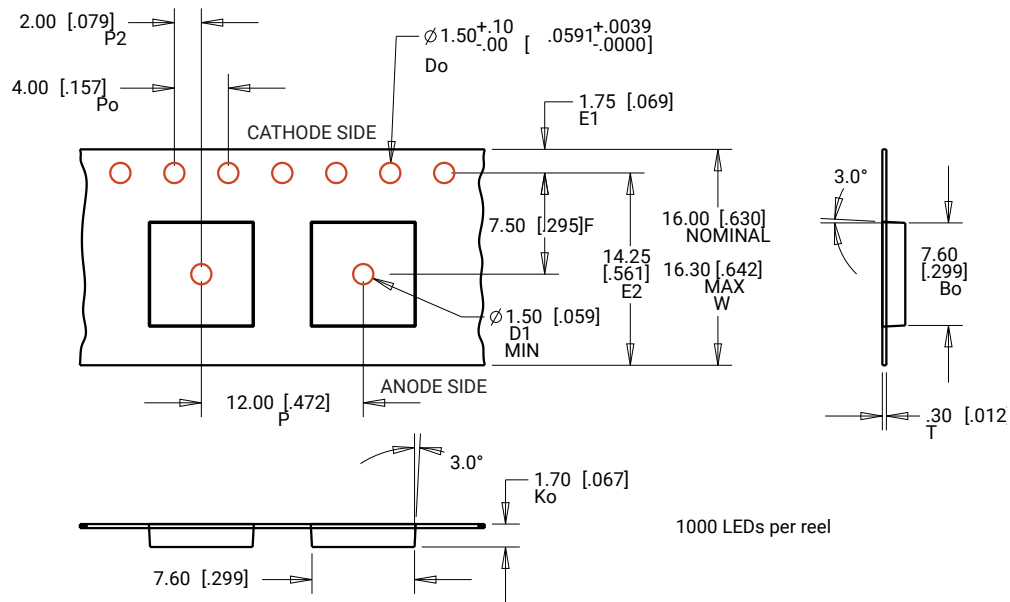 2.00 [.079]
P2
4.00 [.157]
Po
CATHODE SIDE
Ø 1.50 +.10 -.00 [ .0591 +.0039 -.0000]
Do
1.75 [.069]
E1
7.50 [.295]F
14.25
[.561]
E2
16.00 [.630]
NOMINAL
16.30 [.642]
MAX
W
3.0°
7.60
[.299]
Bo
Ø 1.50 [.059]
D1
MIN
ANODE SIDE
12.00 [.472]
P
.30 [.012
T
3.0°
1.70 [.067]
Ko
7.60 [.299]
1000 LEDs per reel